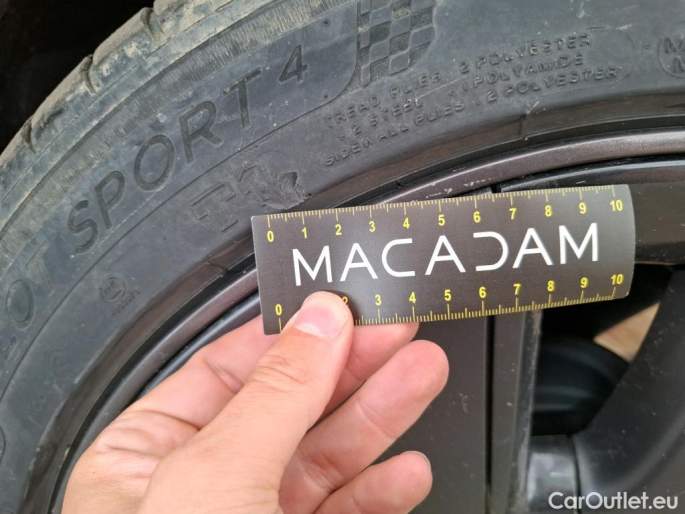 OT SPORT 4
TREAD PLIES: 2 POLYESTER
+ 2 STEEL + 1 POLYAMIDE
SIDEWALL PLIES: 2 POLYESTER
0 1 2 3 4 5 6 7 8 9 10
MACADAM
0 2 3 4 5 6 7 8 9 10
CarOutlet.eu